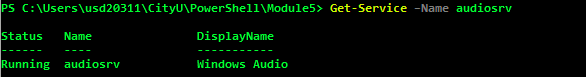 PS C:\Users\usd20311\CityU\PowerShell\Module5> Get-Service –Name audiosrv
Status Name DisplayName
------ ---- -----------
Running audiosrv Windows Audio